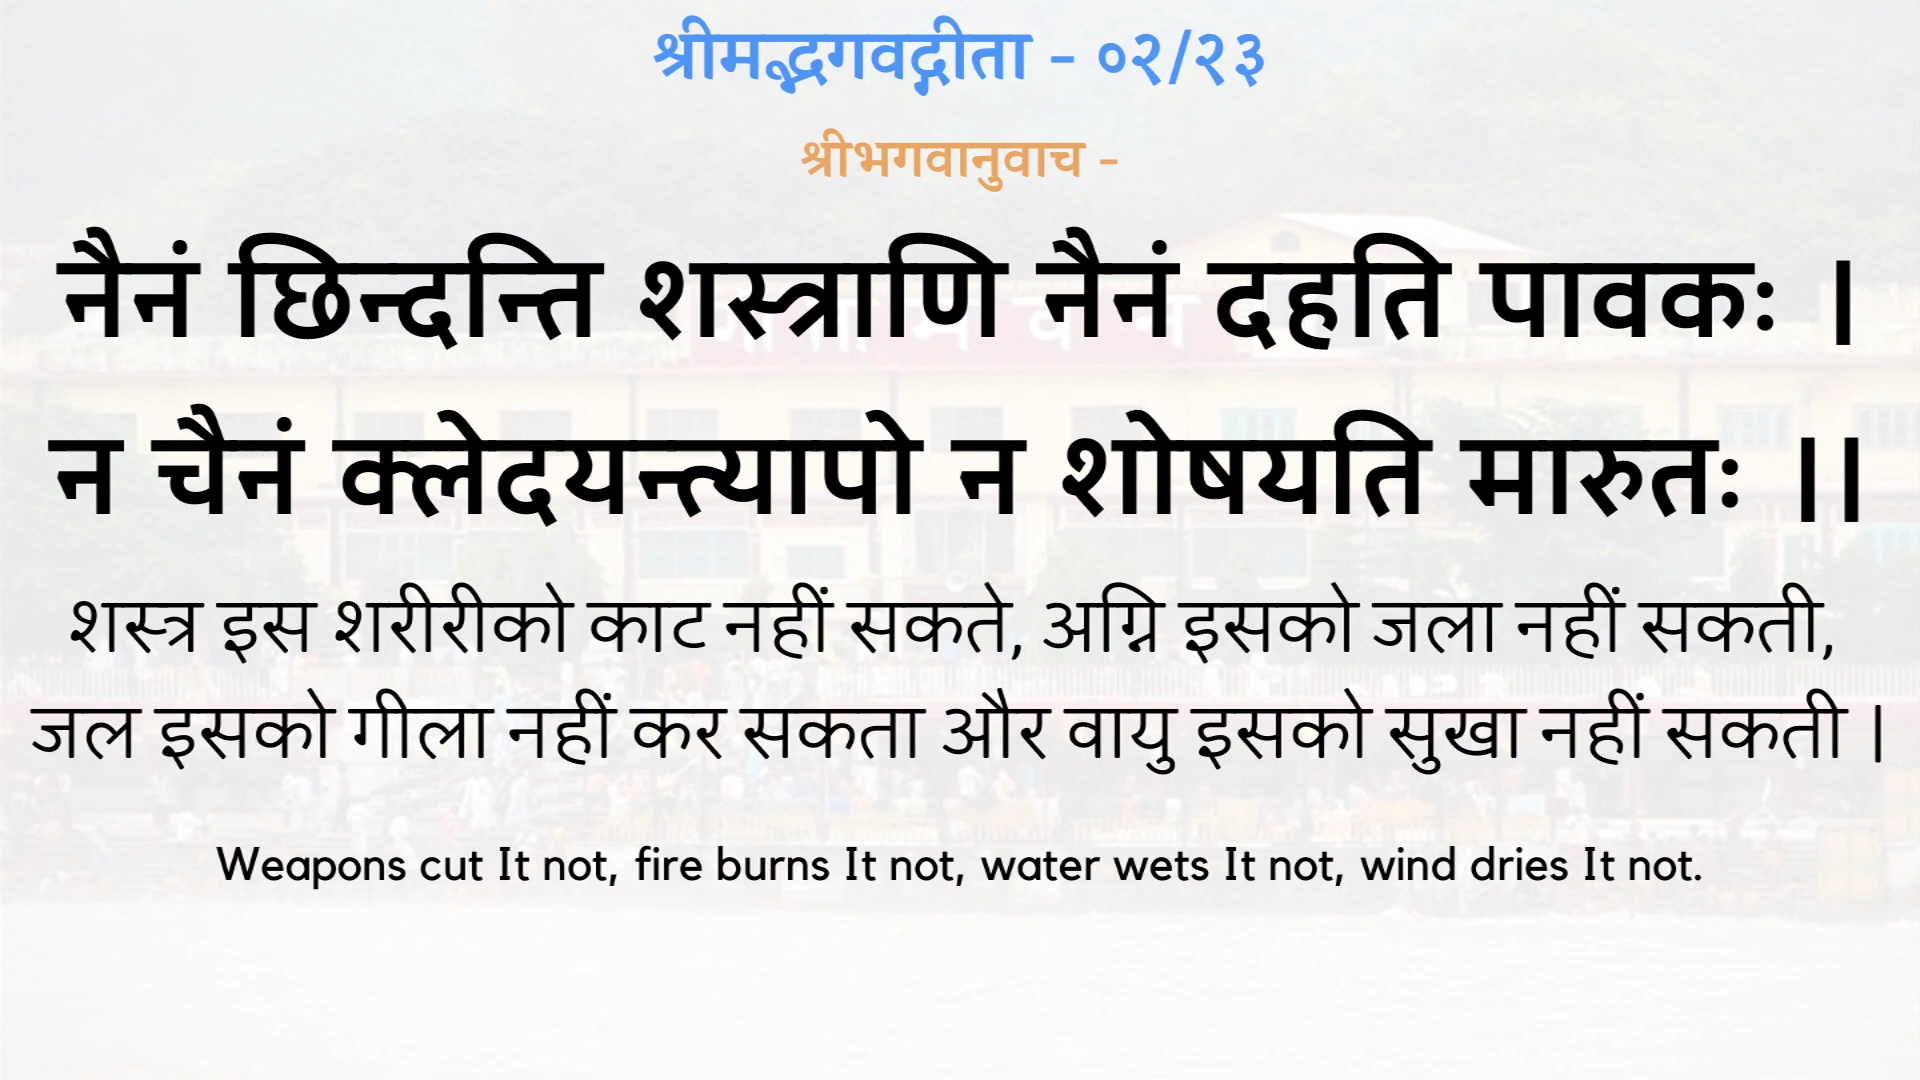 श्रीमद्भगवद्गीता - ०२/२३
श्रीभगवानुवाच -
नैनं छिन्दन्ति शस्त्राणि नैनं दहति पावकः |
न चैनं क्लेदयन्त्यापो न शोषयति मारुतः ||
शस्त्र इस शरीरीको काट नहीं सकते, अग्नि इसको जला नहीं सकती,
जल इसको गीला नहीं कर सकता और वायु इसको सुखा नहीं सकती |
Weapons cut It not, fire burns It not, water wets It not, wind dries It not.